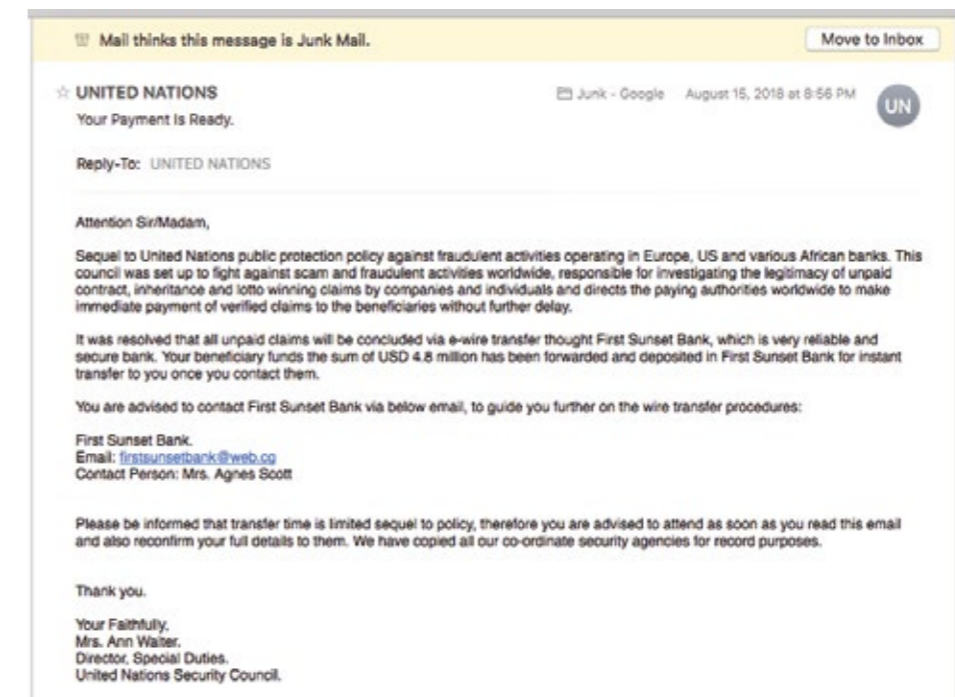 Mail thinks this message is Junk Mail.
Move to Inbox
UNITED NATIONS
Junk - Google
August 15, 2018 at 8:56 PM
UN
Your Payment Is Ready.
Reply-To: UNITED NATIONS
Attention Sir/Madam,
Sequel to United Nations public protection policy against fraudulent activities operating in Europe, US and various African banks. This
council was set up to fight against scam and fraudulent activities worldwide, responsible for investigating the legitimacy of unpaid
contract, inheritance and lotto winning claims by companies and individuals and directs the paying authorities worldwide to make
immediate payment of verified claims to the beneficiaries without further delay.
It was resolved that all unpaid claims will be concluded via e-wire transfer thought First Sunset Bank, which is very reliable and
secure bank. Your beneficiary funds the sum of USD 4.8 million has been forwarded and deposited in First Sunset Bank for instant
transfer to you once you contact them.
You are advised to contact First Sunset Bank via below email, to guide you further on the wire transfer procedures:
First Sunset Bank.
Email: firstsunsetbank@web.cg
Contact Person: Mrs. Agnes Scott
Please be informed that transfer time is limited sequel to policy, therefore you are advised to attend as soon as you read this email
and also reconfirm your full details to them. We have copied all our co-ordinate security agencies for record purposes.
Thank you.
Your Faithfully,
Mrs. Ann Walter.
Director, Special Duties.
United Nations Security Council.